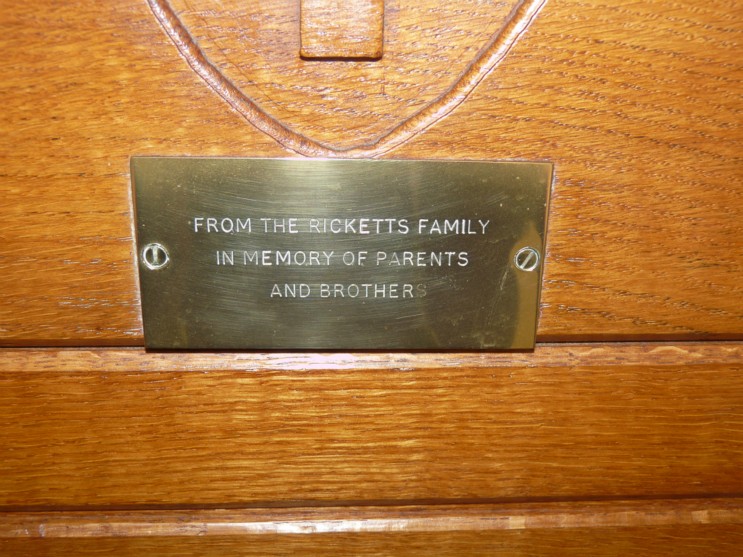 FROM THE RICKETTS FAMILY
IN MEMORY OF PARENTS
AND BROTHERS